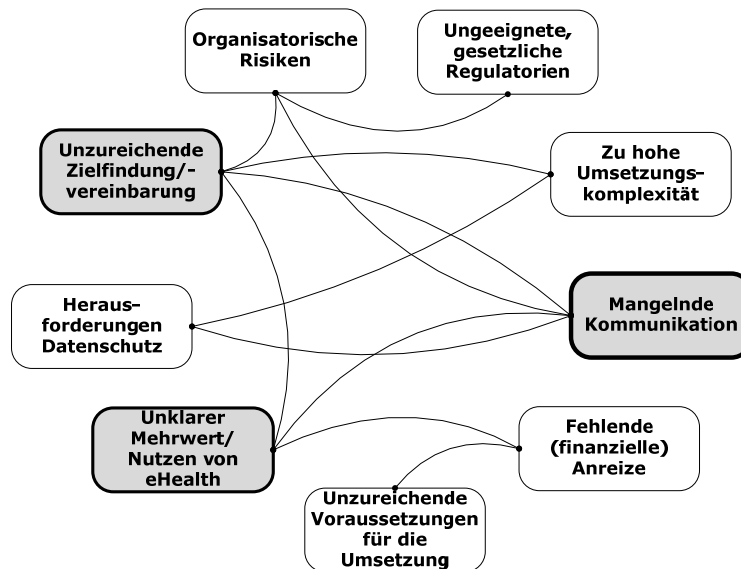 Organisatorische
Risiken
Ungeeignete,
gesetzliche
Regulatorien
Unzureichende
Zielfindung/-
vereinbarung
Zu hohe
Umsetzungs-
komplexität
Heraus-
forderungen
Datenschutz
Mangelnde
Kommunikation
Unklarer
Mehrwert/
Nutzen von
eHealth
Fehlende
(finanzielle)
Anreize
Unzureichende
Voraussetzungen
für die
Umsetzung